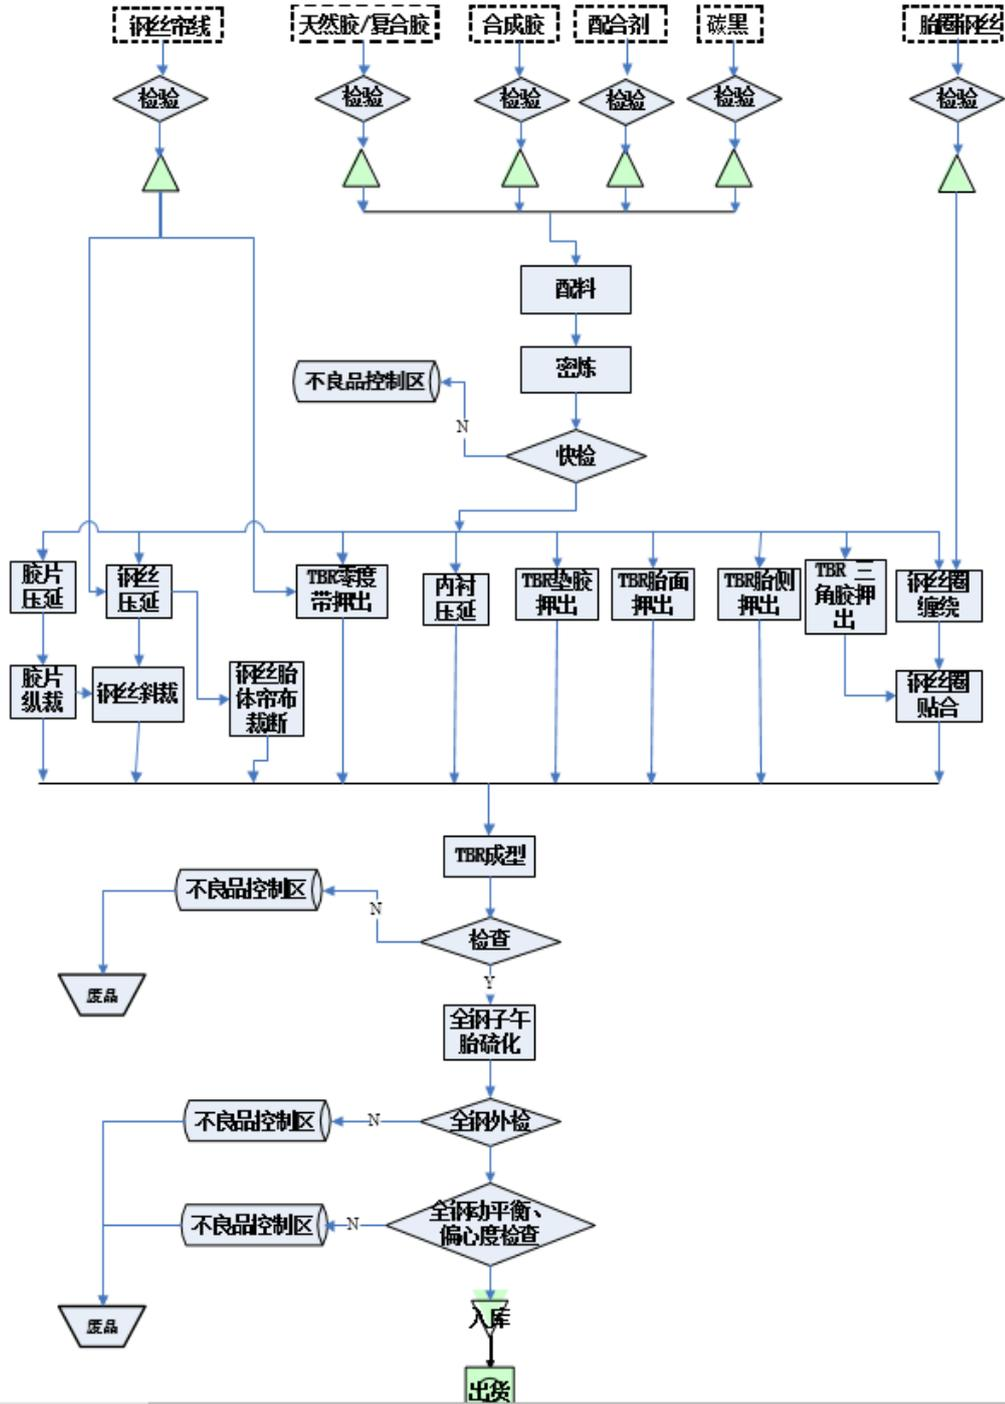 钢丝帘线
天然胶/复合胶
合成胶
配合剂
碳黑
胎圈钢丝
检验
检验
检验
检验
检验
检验
配料
密炼
不良品控制区
N
快检
胶片
压延
钢丝
压延
TBR零度
带押出
内衬
压延
TBR垫胶
押出
TBR胎面
押出
TBR胎侧
押出
TBR 三
角胶押
出
钢丝圈
缠绕
胶片
纵裁
钢丝斜裁
钢丝胎
体帘布
裁断
钢丝圈
贴合
TBR成型
不良品控制区
N
检查
废品
Y
全钢子午
胎硫化
不良品控制区
N
全钢外检
不良品控制区
N
全钢动平衡、
偏心度检查
废品
入库
出货